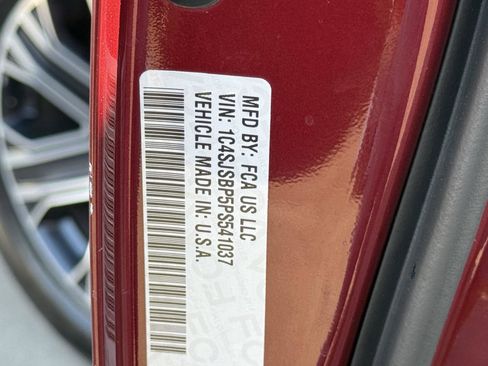 MFD BY: FCA US LLC
VIN: 1C4SJSBP5PS541037
VEHICLE MADE IN: U.S.A.